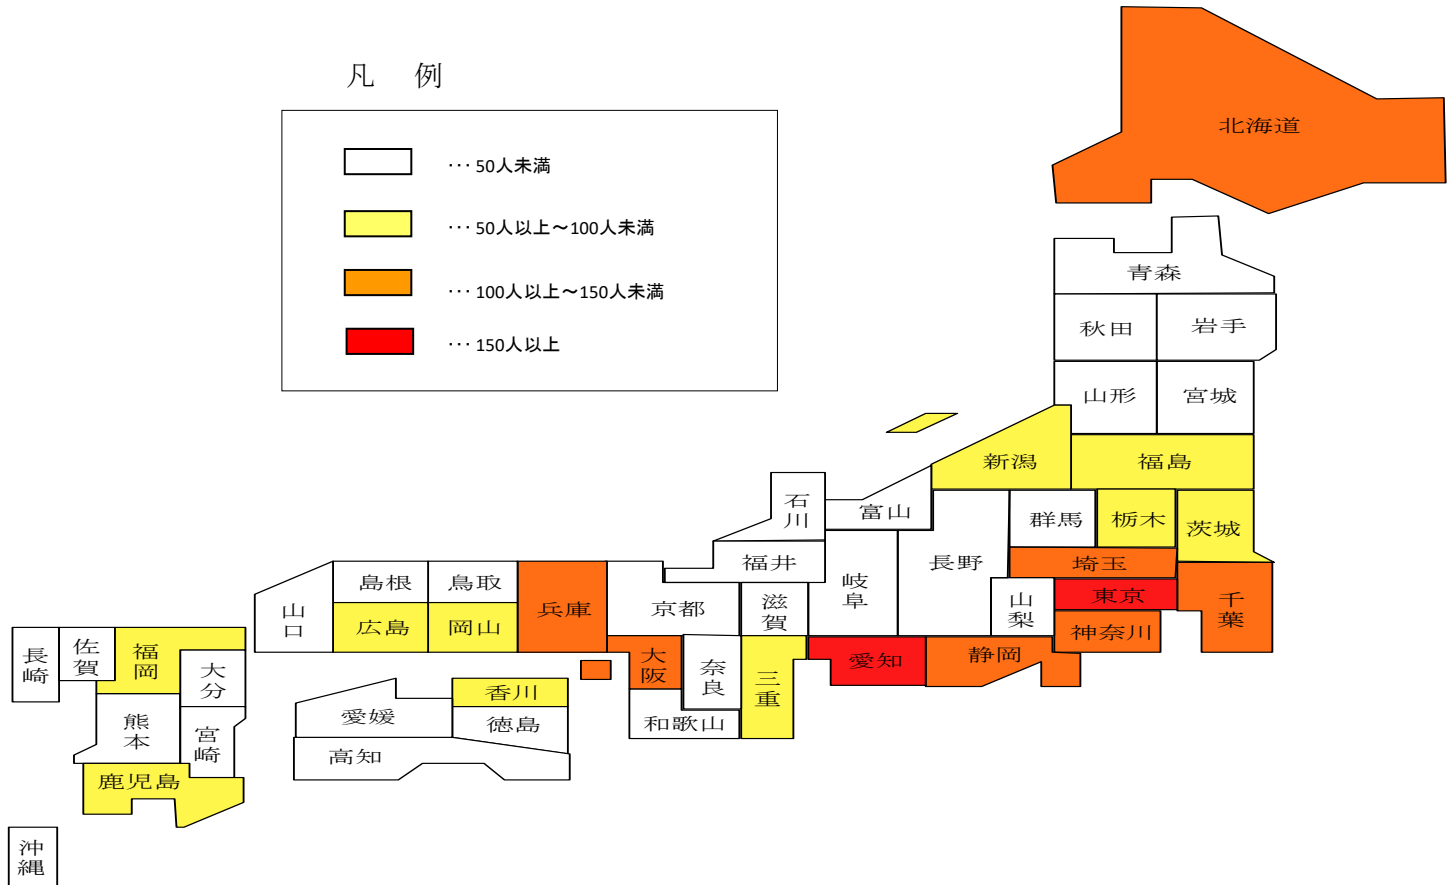 凡 例
･･･ 50人未満
･･･ 50人以上～100人未満
･･･ 100人以上～150人未満
･･･ 150人以上
北海道
青森
秋田
岩手
山形
宮城
新潟
福島
石川
富山
群馬
栃木
茨城
福井
岐阜
長野
埼玉
山梨
東京
千葉
神奈川
山口
島根
鳥取
兵庫
京都
滋賀
広島
岡山
大阪
奈良
三重
愛知
静岡
和歌山
長崎
佐賀
福岡
大分
熊本
宮崎
鹿児島
愛媛
香川
徳島
高知
沖縄